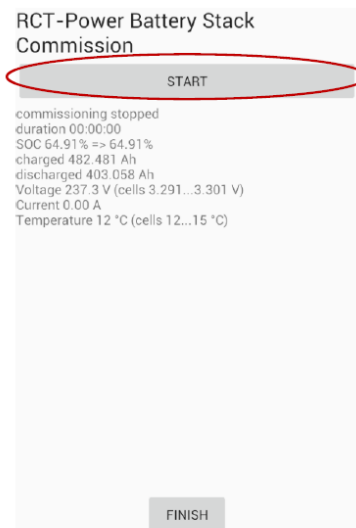 RCT-Power Battery Stack
Commission
START
commissioning stopped
duration 00:00:00
SOC 64.91% => 64.91%
charged 482.481 Ah
discharged 403.058 Ah
Voltage 237.3 V (cells 3.291...3.301 V)
Current 0.00 A
Temperature 12 °C (cells 12...15 °C)
FINISH